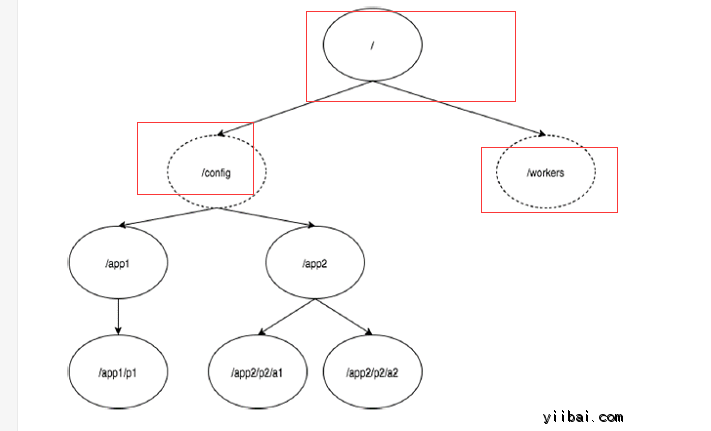 /
/config
/workers
/app1
/app2
/app1/p1
/app2/p2/a1
/app2/p2/a2
yiibai.com